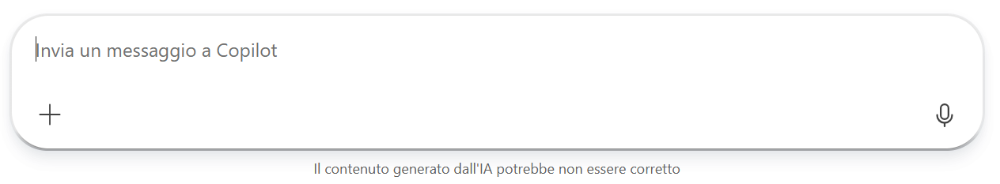 Invia un messaggio a Copilot
Il contenuto generato dall'IA potrebbe non essere corretto